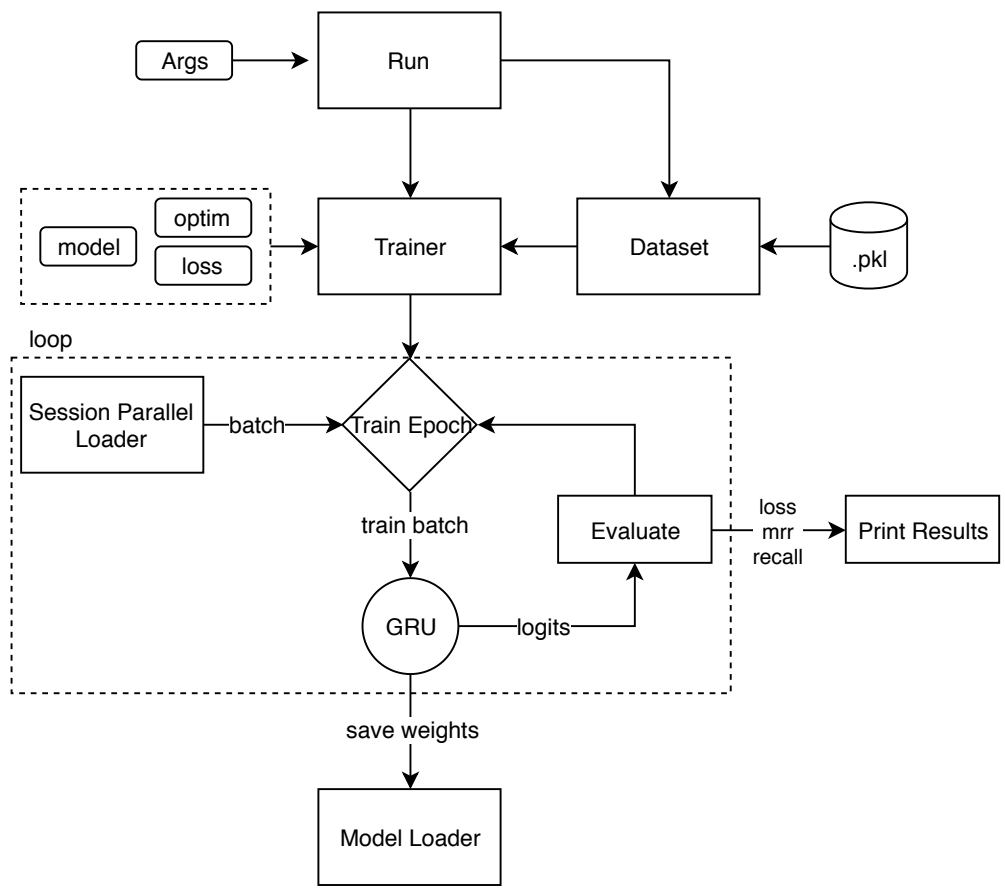 Args
Run
model
optim
loss
Trainer
Dataset
.pkl
loop
Session Parallel
Loader
batch
Train Epoch
train batch
Evaluate
loss
mrr
recall
Print Results
GRU
logits
save weights
Model Loader